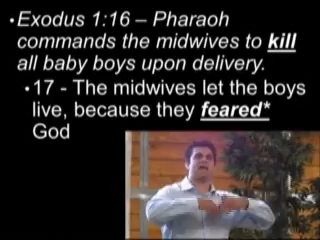 •Exodus 1:16 – Pharaoh
commands the midwives to kill
all baby boys upon delivery.
•17 - The midwives let the boys
live, because they feared*
God